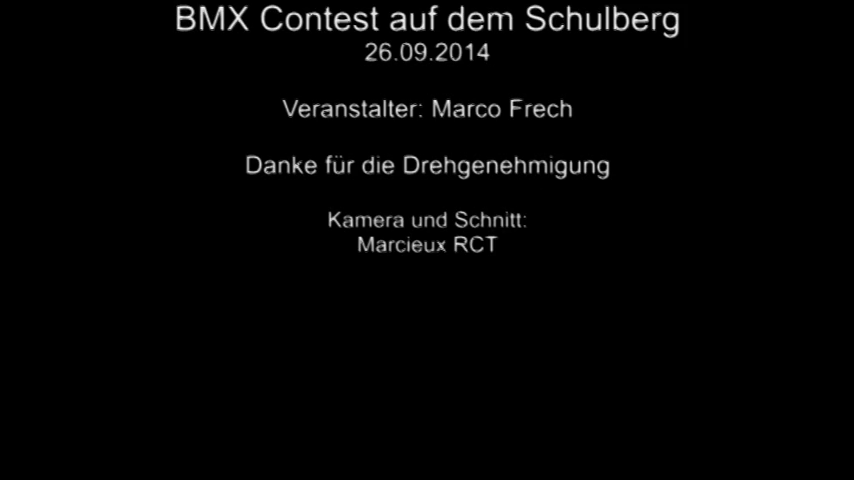 BMX Contest auf dem Schulberg
26.09.2014
Veranstalter: Marco Frech
Danke für die Drehgenehmigung
Kamera und Schnitt:
Marcieux RCT